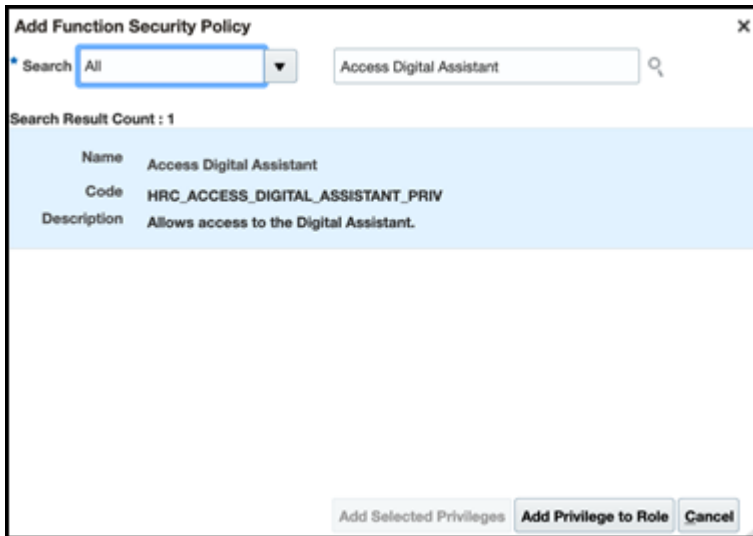 Add Function Security Policy
* Search All Access Digital Assistant
Search Result Count : 1
Name Access Digital Assistant
Code HRC_ACCESS_DIGITAL_ASSISTANT_PRIV
Description Allows access to the Digital Assistant.
Add Selected Privileges Add Privilege to Role Cancel